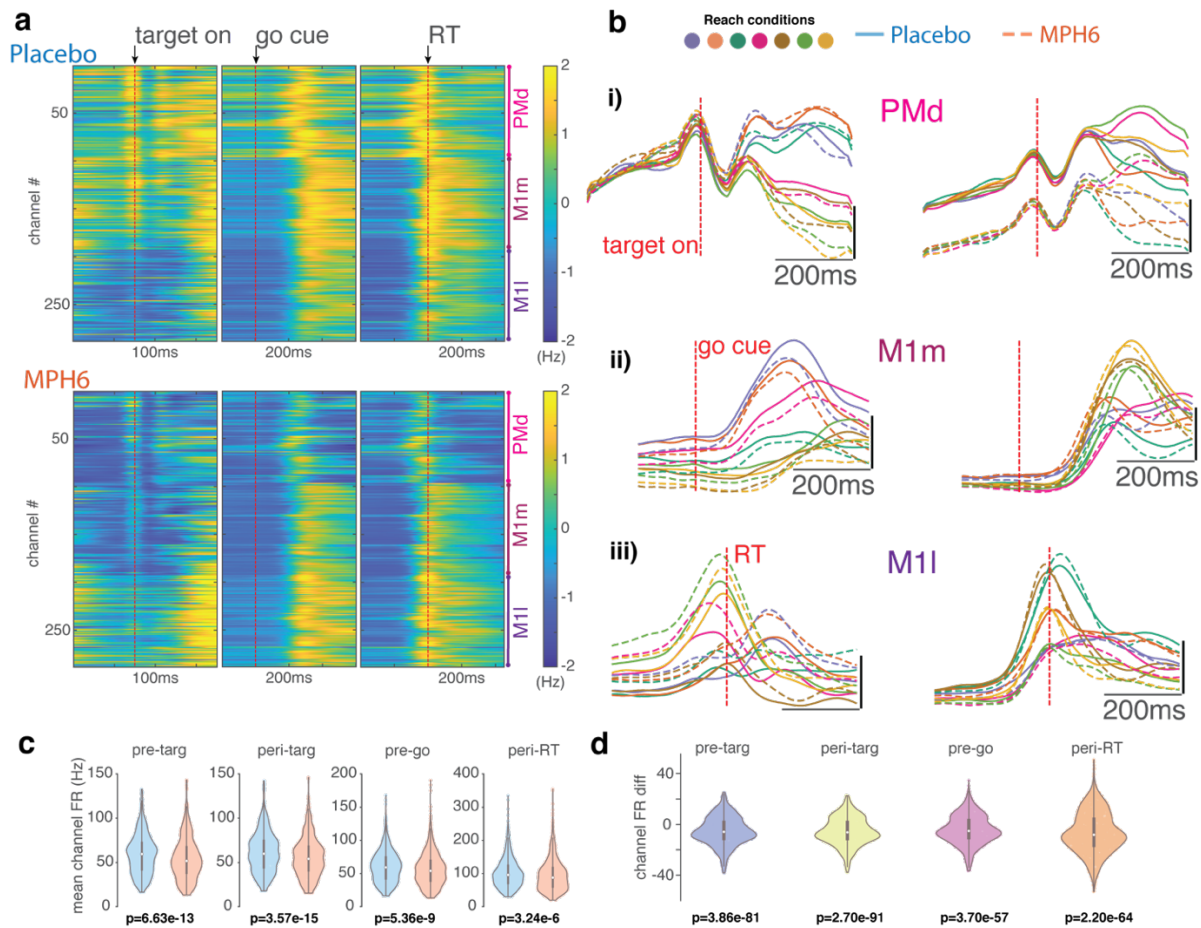 a
Placebo
target on
go cue
RT
50
250
channel #
100ms
200ms
200ms
PMd
M1m
M1l
2
1
0
-1
-2
(Hz)
MPH6
50
250
channel #
100ms
200ms
200ms
PMd
M1m
M1l
2
1
0
-1
-2
(Hz)
b
Reach conditions
Placebo
MPH6
i)
PMd
target on
200ms
200ms
ii)
go cue
M1m
200ms
200ms
iii)
RT
M1l
200ms
c
pre-targ
peri-targ
pre-go
peri-RT
mean channel FR (Hz)
150
100
50
0
150
100
50
0
200
150
100
50
0
400
300
200
100
0
p=6.63e-13
p=3.57e-15
p=5.36e-9
p=3.24e-6
d
pre-targ
peri-targ
pre-go
peri-RT
channel FR diff
40
0
-40
p=3.86e-81
p=2.70e-91
p=3.70e-57
p=2.20e-64